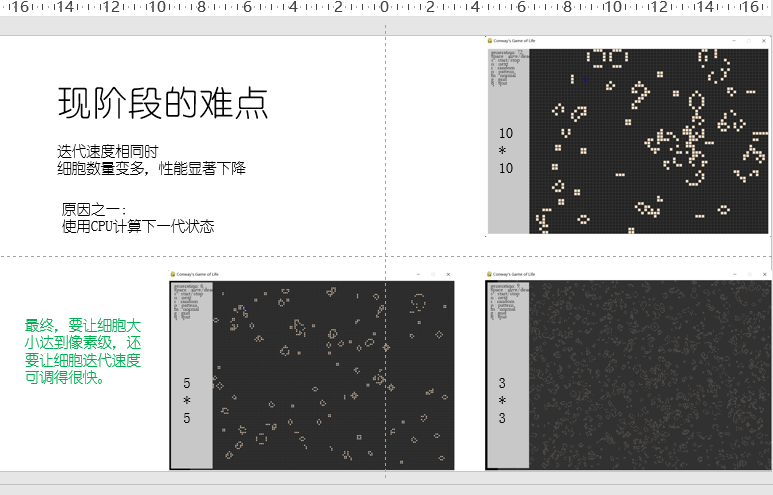 16 14 12 10 8 6 4 2 0 2 4 6 8 10 12 14 16
现阶段的难点
迭代速度相同时
细胞数量变多，性能显著下降
原因之一：
使用CPU计算下一代状态
Conway's Game of Life
10
*
10
最终，要让细胞大
小达到像素级，还
要让细胞迭代速度
可调得很快。
Conway's Game of Life
5
*
5
Conway's Game of Life
3
*
3